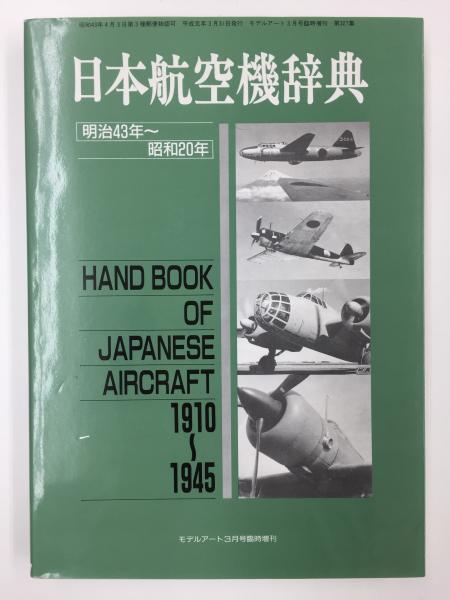 昭和43年4月3日第3種郵便物認可 平成元年3月31日発行 モデルアート3月号臨時増刊 第327集
日本航空機辞典
明治43年～
昭和20年
HAND BOOK
OF
JAPANESE
AIRCRAFT
1910
～
1945
モデルアート3月号臨時増刊